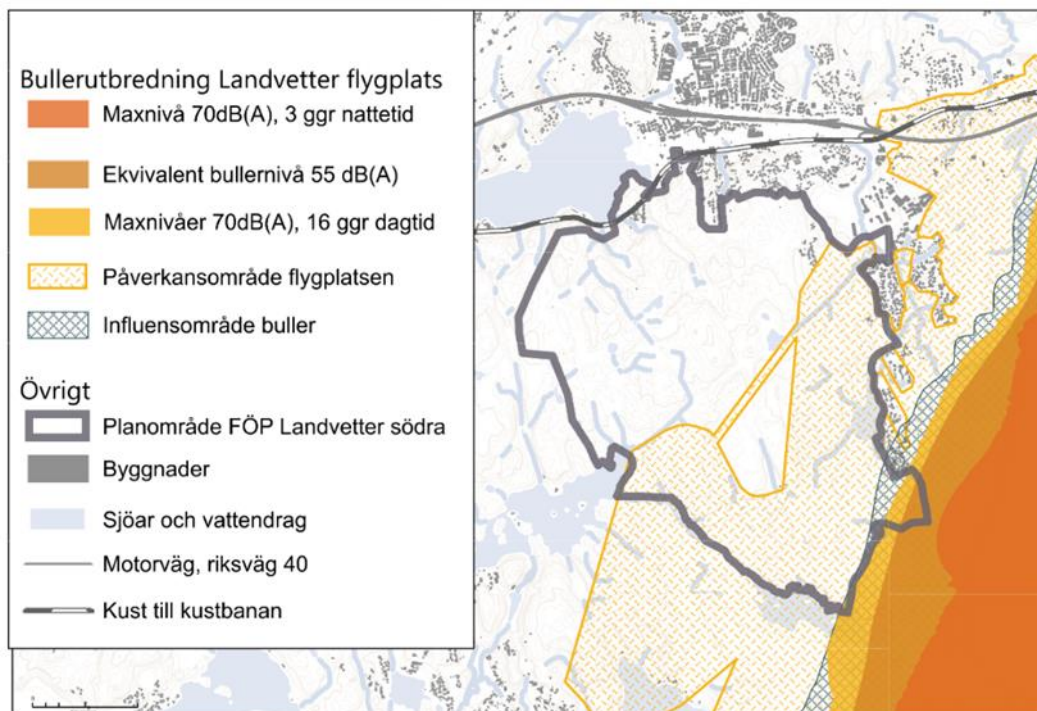 Bullerutbredning Landvetter flygplats
Maxnivå 70dB(A), 3 ggr nattetid
Ekvivalent bullernivå 55 dB(A)
Maxnivåer 70dB(A), 16 ggr dagtid
Påverkansområde flygplatsen
Influensområde buller
Övrigt
Planområde FÖP Landvetter södra
Byggnader
Sjöar och vattendrag
Motorväg, riksväg 40
Kust till kustbanan